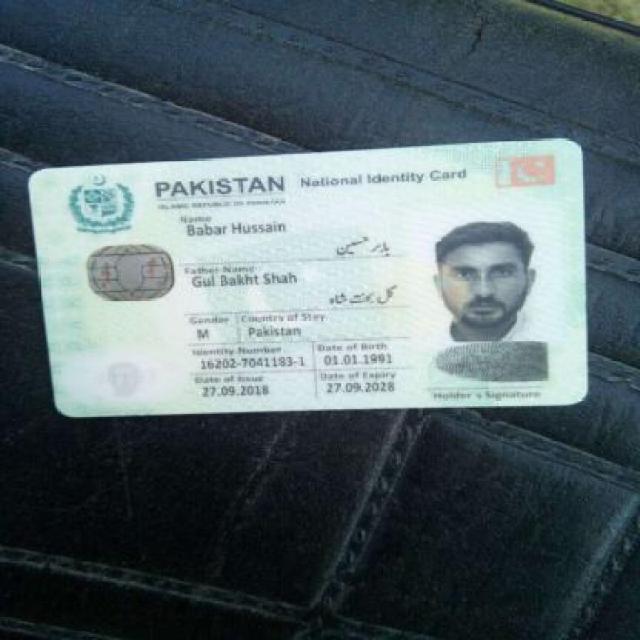 PAKISTAN National Identity Card
ISLAMIC REPUBLIC OF PAKISTAN
Name
Babar Hussain
بابر حسین
Father Name
Gul Bakht Shah
گل بخت شاہ
Gender Country of Stay
M Pakistan
Identity Number Date of Birth
16202-7041183-1 01.01.1991
Date of Issue Date of Expiry
27.09.2018 27.09.2028
Holder's Signature